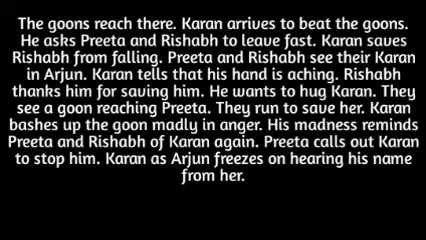 The goons reach there. Karan arrives to beat the goons.
He asks Preeta and Rishabh to leave fast. Karan saves
Rishabh from falling. Preeta and Rishabh see their Karan
in Arjun. Karan tells that his hand is aching. Rishabh
thanks him for saving him. He wants to hug Karan. They
see a goon reaching Preeta. They run to save her. Karan
bashes up the goon madly in anger. His madness reminds
Preeta and Rishabh of Karan again. Preeta calls out Karan
to stop him. Karan as Arjun freezes on hearing his name
from her.